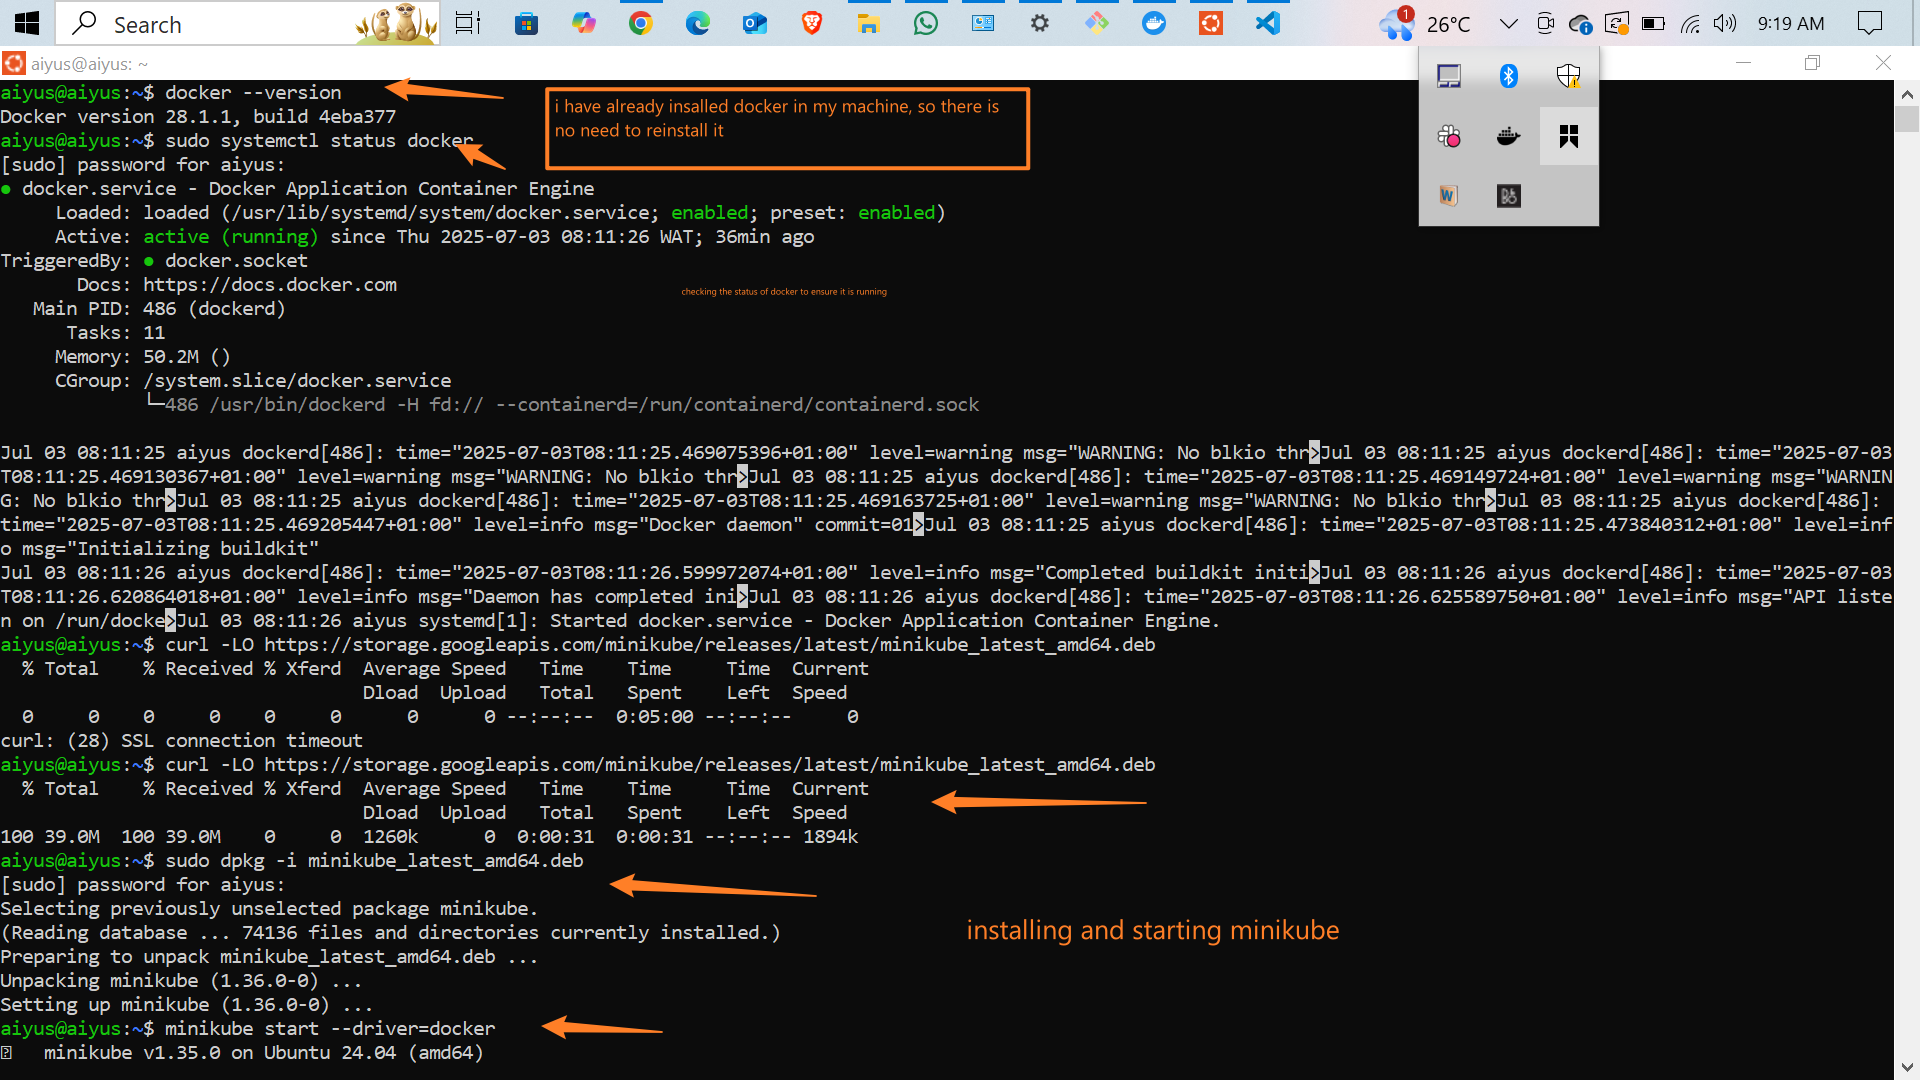 Search
1
26°C
9:19 AM
aiyus@aiyus: ~
aiyus@aiyus:~$ docker --version
Docker version 28.1.1, build 4eba377
i have already insalled docker in my machine, so there is
no need to reinstall it
aiyus@aiyus:~$ sudo systemctl status docker
[sudo] password for aiyus:
● docker.service - Docker Application Container Engine
Loaded: loaded (/usr/lib/systemd/system/docker.service; enabled; preset: enabled)
Active: active (running) since Thu 2025-07-03 08:11:26 WAT; 36min ago
TriggeredBy: ● docker.socket
Docs: https://docs.docker.com
checking the status of docker to ensure it is running
Main PID: 486 (dockerd)
Tasks: 11
Memory: 50.2M ()
CGroup: /system.slice/docker.service
└─486 /usr/bin/dockerd -H fd:// --containerd=/run/containerd/containerd.sock
Jul 03 08:11:25 aiyus dockerd[486]: time="2025-07-03T08:11:25.469075396+01:00" level=warning msg="WARNING: No blkio thr>Jul 03 08:11:25 aiyus dockerd[486]: time="2025-07-03
T08:11:25.469130367+01:00" level=warning msg="WARNING: No blkio thr>Jul 03 08:11:25 aiyus dockerd[486]: time="2025-07-03T08:11:25.469149724+01:00" level=warning msg="WARNIN
G: No blkio thr>Jul 03 08:11:25 aiyus dockerd[486]: time="2025-07-03T08:11:25.469163725+01:00" level=warning msg="WARNING: No blkio thr>Jul 03 08:11:25 aiyus dockerd[486]:
time="2025-07-03T08:11:25.469205447+01:00" level=info msg="Docker daemon" commit=01>Jul 03 08:11:25 aiyus dockerd[486]: time="2025-07-03T08:11:25.473840312+01:00" level=inf
o msg="Initializing buildkit"
Jul 03 08:11:26 aiyus dockerd[486]: time="2025-07-03T08:11:26.599972074+01:00" level=info msg="Completed buildkit initi>Jul 03 08:11:26 aiyus dockerd[486]: time="2025-07-03
T08:11:26.620864018+01:00" level=info msg="Daemon has completed ini>Jul 03 08:11:26 aiyus dockerd[486]: time="2025-07-03T08:11:26.625589750+01:00" level=info msg="API liste
n on /run/docke>Jul 03 08:11:26 aiyus systemd[1]: Started docker.service - Docker Application Container Engine.
aiyus@aiyus:~$ curl -LO https://storage.googleapis.com/minikube/releases/latest/minikube_latest_amd64.deb
% Total % Received % Xferd Average Speed Time Time Time Current
Dload Upload Total Spent Left Speed
0 0 0 0 0 0 0 0 --:--:-- 0:05:00 --:--:-- 0
curl: (28) SSL connection timeout
aiyus@aiyus:~$ curl -LO https://storage.googleapis.com/minikube/releases/latest/minikube_latest_amd64.deb
% Total % Received % Xferd Average Speed Time Time Time Current
Dload Upload Total Spent Left Speed
100 39.0M 100 39.0M 0 0 1260k 0 0:00:31 0:00:31 --:--:-- 1894k
aiyus@aiyus:~$ sudo dpkg -i minikube_latest_amd64.deb
[sudo] password for aiyus:
Selecting previously unselected package minikube.
(Reading database ... 74136 files and directories currently installed.)
installing and starting minikube
Preparing to unpack minikube_latest_amd64.deb ...
Unpacking minikube (1.36.0-0) ...
Setting up minikube (1.36.0-0) ...
aiyus@aiyus:~$ minikube start --driver=docker
minikube v1.35.0 on Ubuntu 24.04 (amd64)